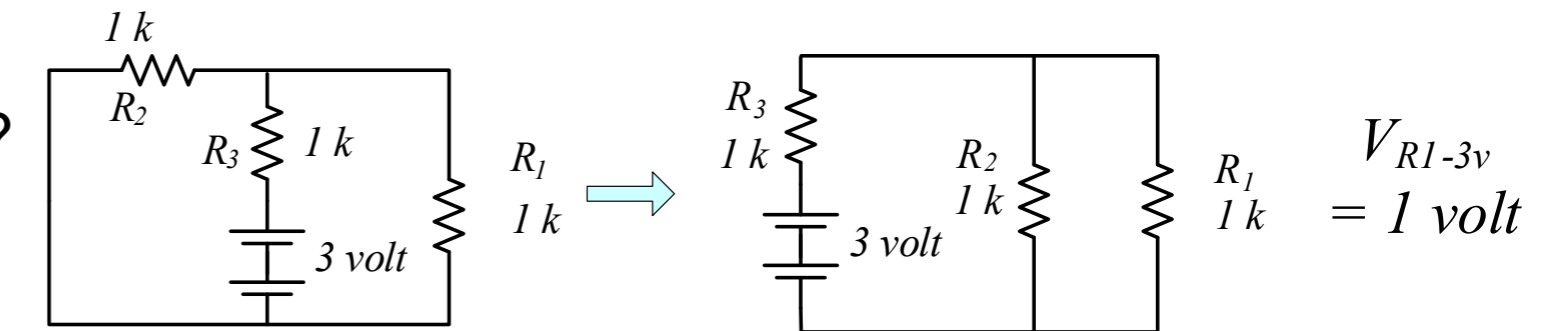 1 k
R2
?
R3 1 k
3 volt
R1
1 k
R3
1 k
3 volt
R2
1 k
R1
1 k
VR1-3v
= 1 volt